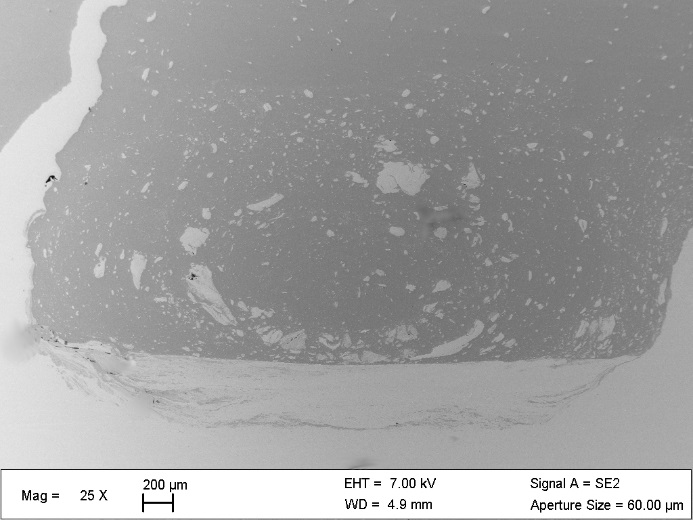 Mag = 25 X
200 µm
EHT = 7.00 kV
WD = 4.9 mm
Signal A = SE2
Aperture Size = 60.00 µm